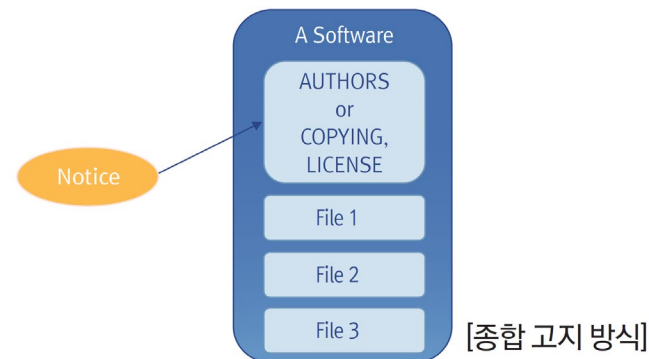 A Software
AUTHORS
or
COPYING,
LICENSE
Notice
File 1
File 2
File 3
[종합 고지 방식]